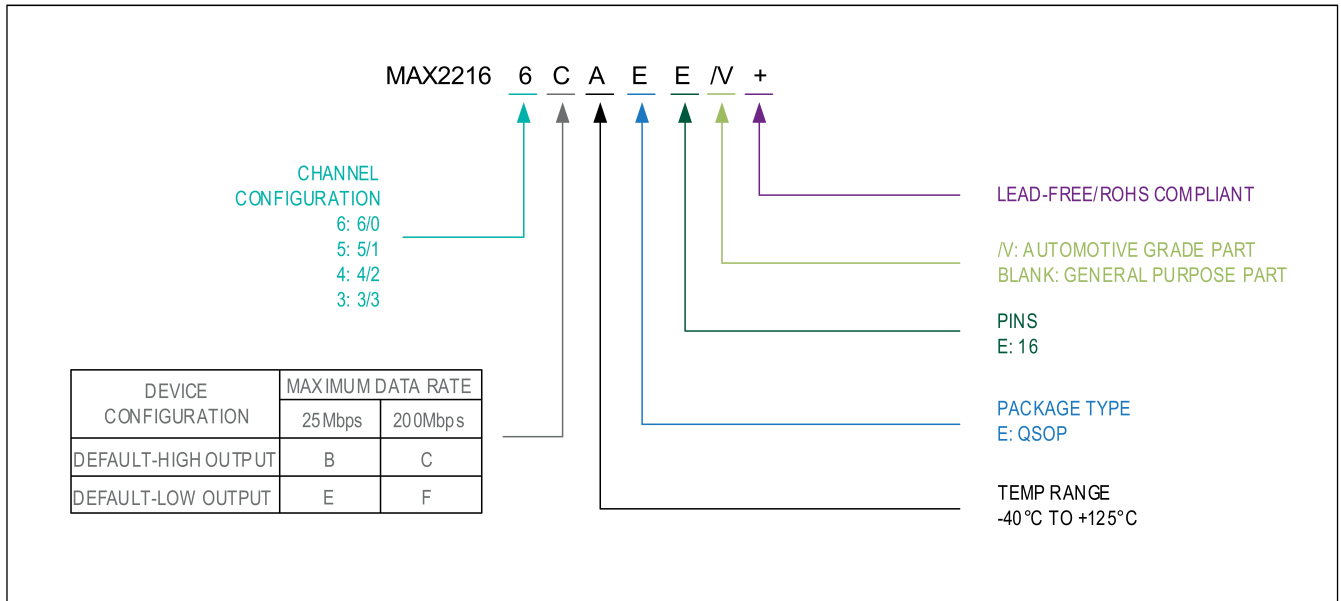 MAX2216 6 C A E E /V +
CHANNEL
CONFIGURATION
6: 6/0
5: 5/1
4: 4/2
3: 3/3
DEVICE
CONFIGURATION
MAXIMUM DATA RATE
25Mbps 200Mbps
DEFAULT-HIGH OUTPUT B C
DEFAULT-LOW OUTPUT E F
LEAD-FREE/ROHS COMPLIANT
/V: AUTOMOTIVE GRADE PART
BLANK: GENERAL PURPOSE PART
PINS
E: 16
PACKAGE TYPE
E: QSOP
TEMP RANGE
-40°C TO +125°C